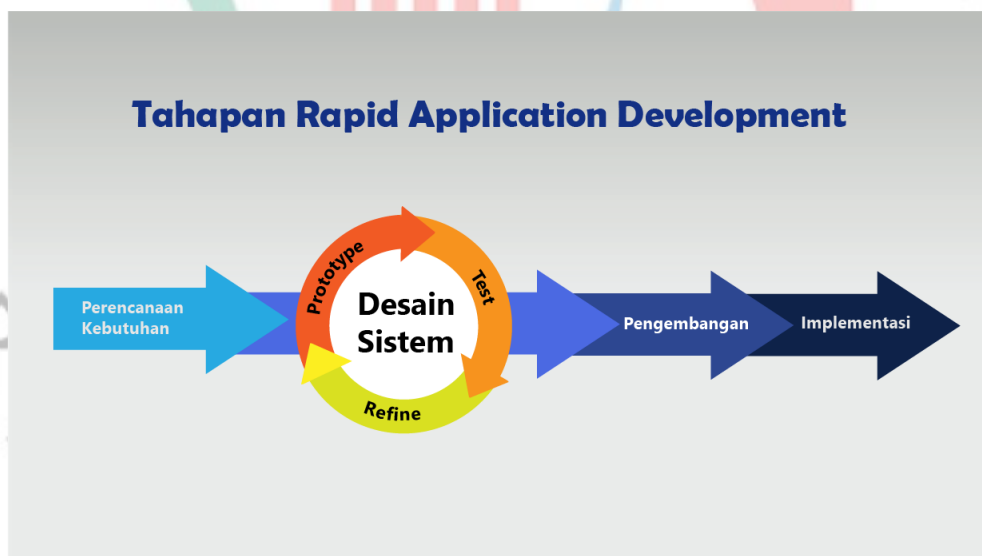 Tahapan Rapid Application Development
Perencanaan
Kebutuhan
Prototype
Desain
Sistem
Test
Refine
Pengembangan
Implementasi